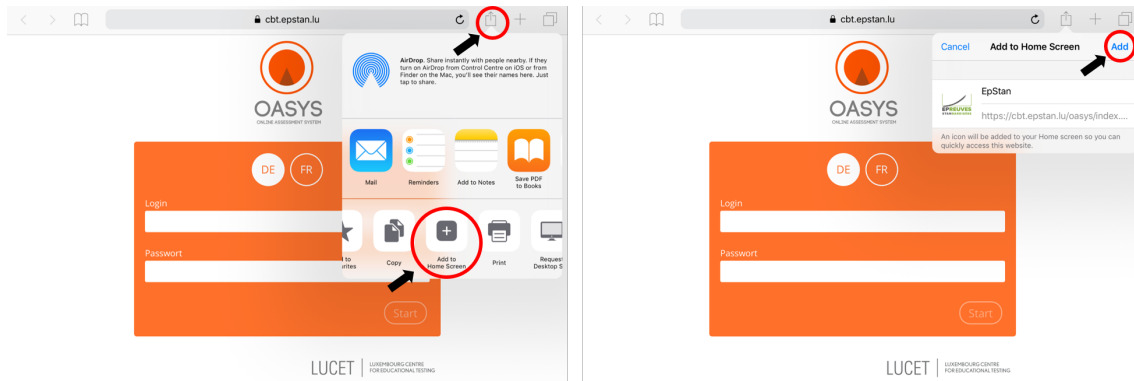 cbt.epstan.lu
AirDrop. Share instantly with people nearby. If they
turn on AirDrop from Control Centre on iOS or from
Finder on the Mac, you'll see their names here. Just
tap to share.
OASYS
ONLINE ASSESSMENT SYSTEM
Mail
Reminders
Add to Notes
Save PDF
to Books
DE
FR
Login
Passwort
Copy
Add to
Home Screen
Print
Request
Desktop S
Start
LUCET
LUXEMBOURG CENTRE
FOR EDUCATIONAL TESTING
cbt.epstan.lu
Cancel
Add to Home Screen
Add
EpStan
https://cbt.epstan.lu/oasys/index....
An icon will be added to your Home screen so you can
quickly access this website.
OASYS
ONLINE ASSESSMENT SYSTEM
DE
FR
Login
Passwort
Start
LUCET
LUXEMBOURG CENTRE
FOR EDUCATIONAL TESTING